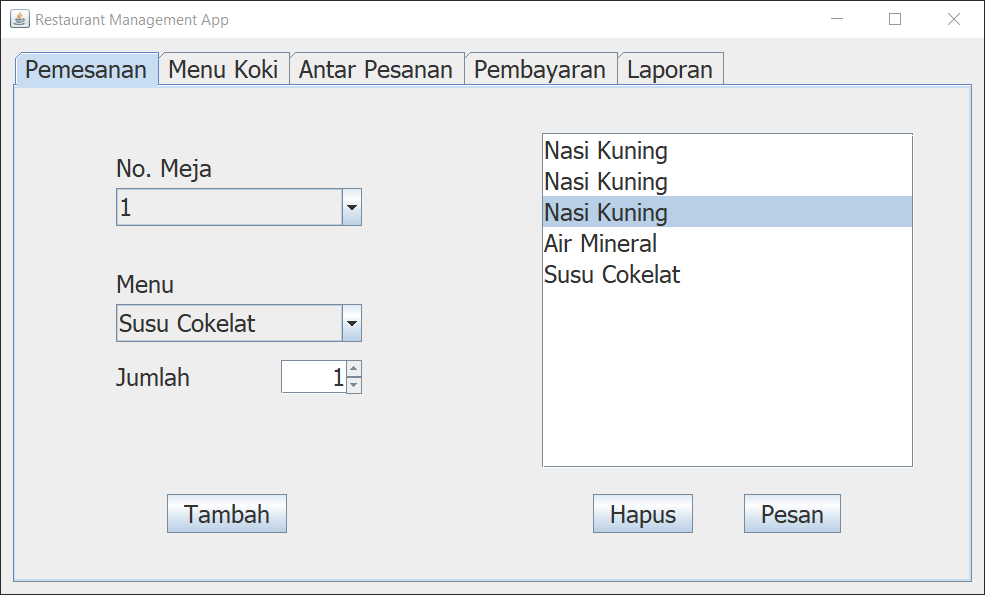 Restaurant Management App
Pemesanan Menu Koki Antar Pesanan Pembayaran Laporan
No. Meja
1
Menu
Susu Cokelat
Jumlah 1
Tambah
Nasi Kuning
Nasi Kuning
Nasi Kuning
Air Mineral
Susu Cokelat
Hapus Pesan